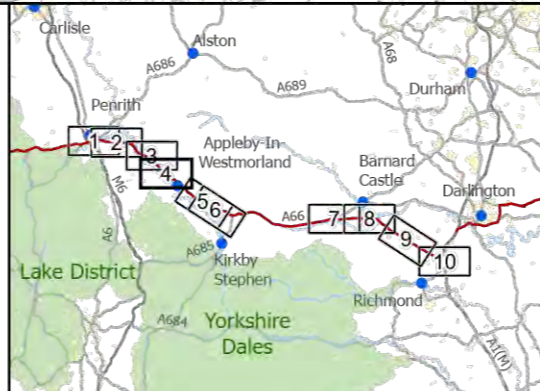 Carlisle
Alston
A686
A689
A68
Durham
Penrith
1
2
3
4
Appleby-In
Westmorland
Barnard
Castle
Darlington
M6
5
6
A66
7
8
9
10
A6
A685
Kirkby
Stephen
Lake District
Richmond
A684
Yorkshire
Dales
A1(M)